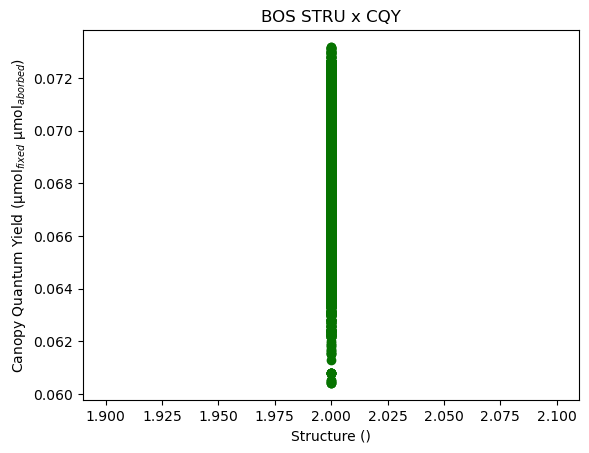 BOS STRU x CQY
Canopy Quantum Yield (µmol_fixed µmol_aborbed)
0.072
0.070
0.068
0.066
0.064
0.062
0.060
1.900 1.925 1.950 1.975 2.000 2.025 2.050 2.075 2.100
Structure ()